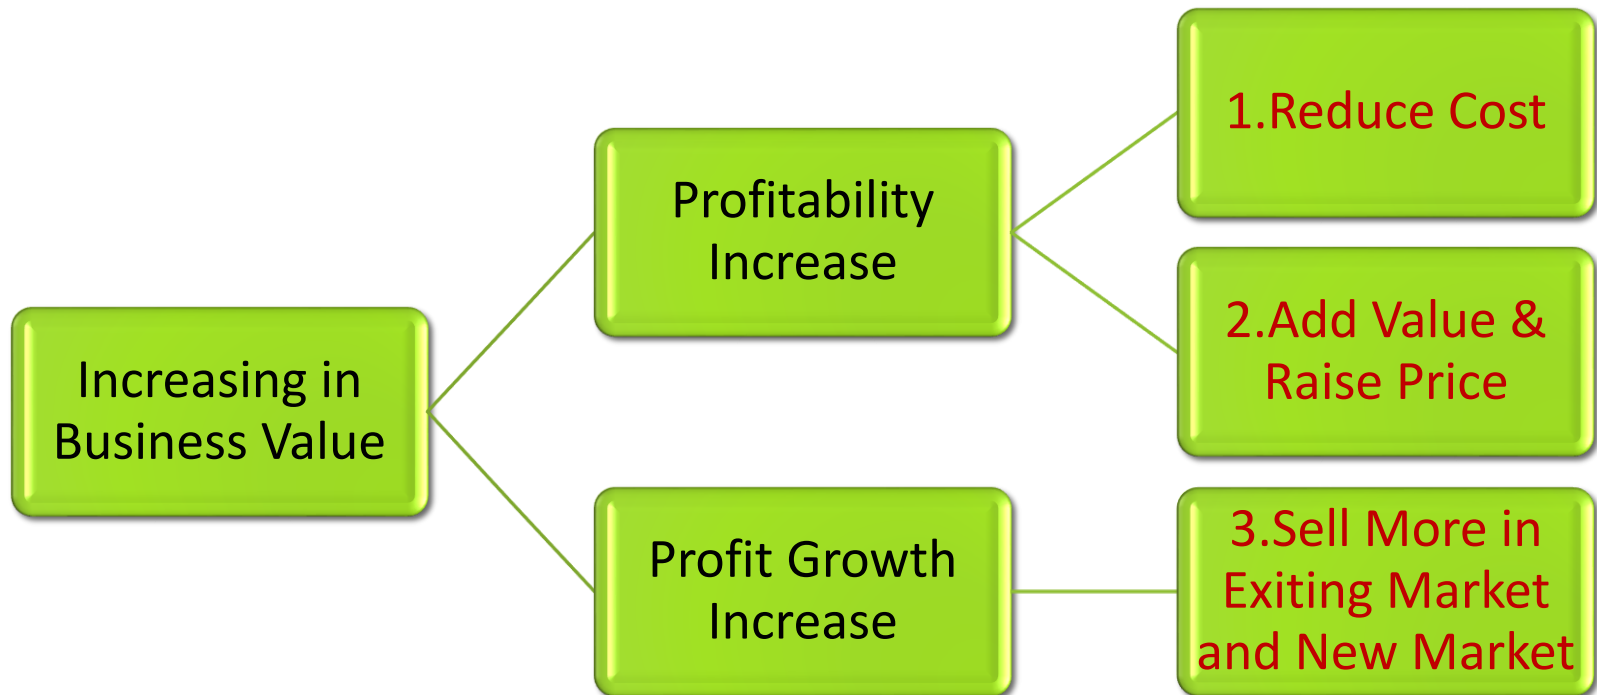 Increasing in
Business Value
Profitability
Increase
1.Reduce Cost
2.Add Value &
Raise Price
Profit Growth
Increase
3.Sell More in
Exiting Market
and New Market